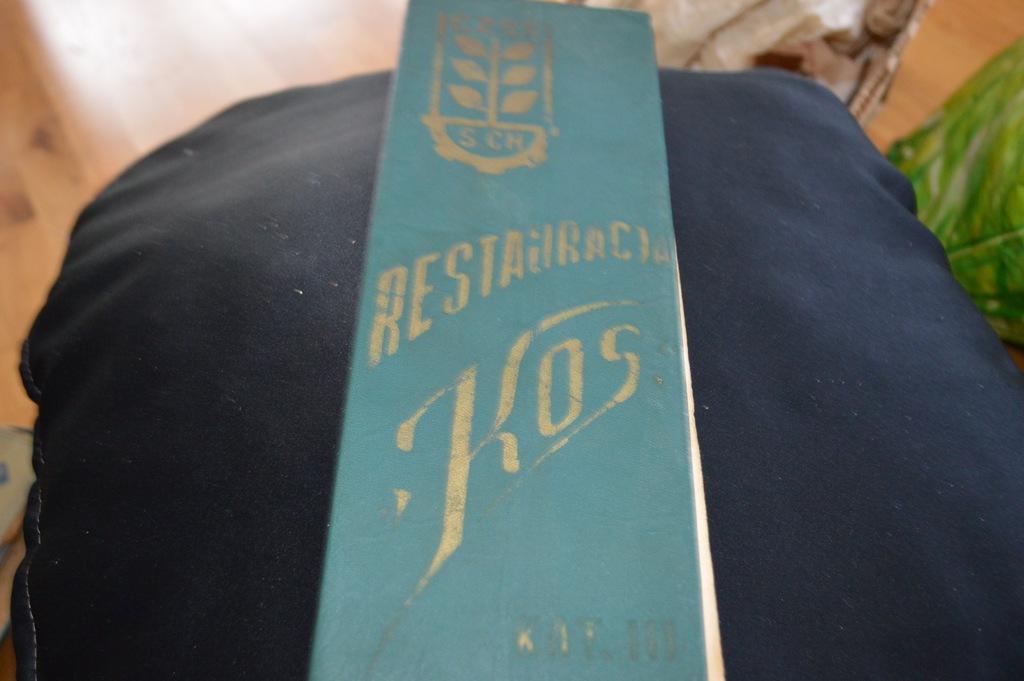 S.CH
RESTAURACJA
Kos
KAT. III